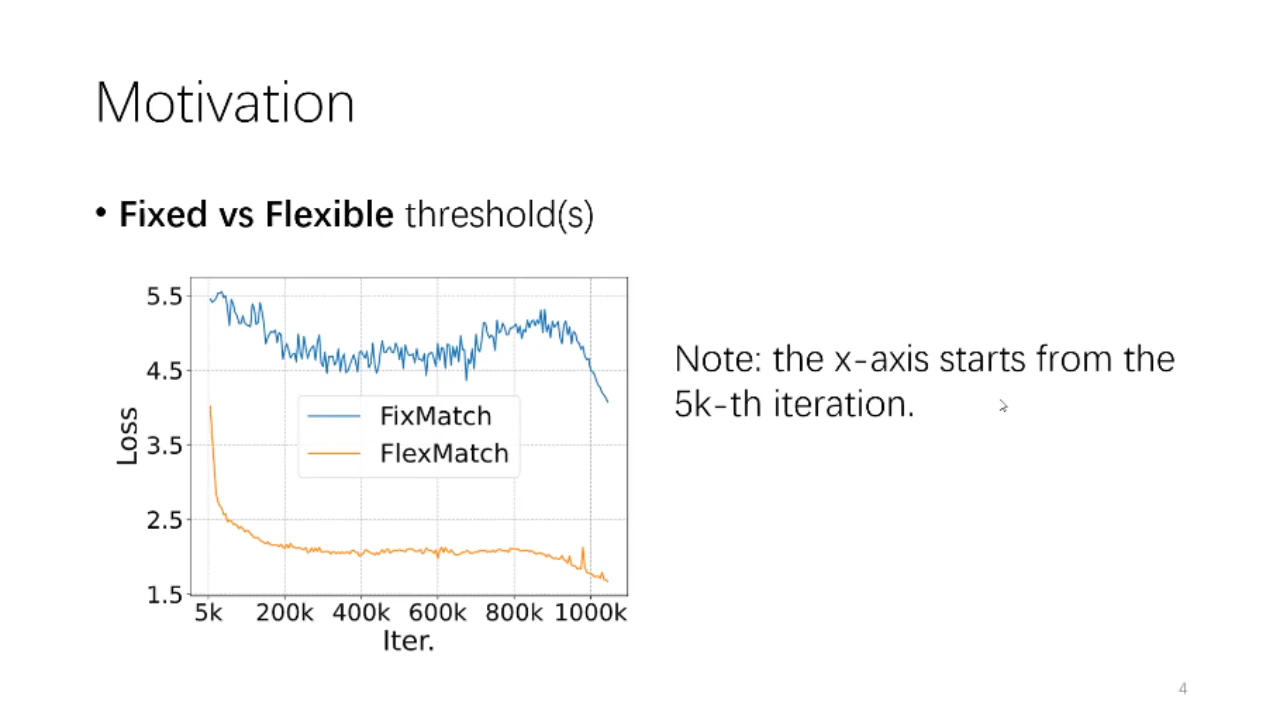 Motivation
• Fixed vs Flexible threshold(s)
5.5
4.5
3.5
2.5
1.5
Loss
FixMatch
FlexMatch
5k 200k 400k 600k 800k 1000k
Iter.
Note: the x-axis starts from the
5k-th iteration.
4